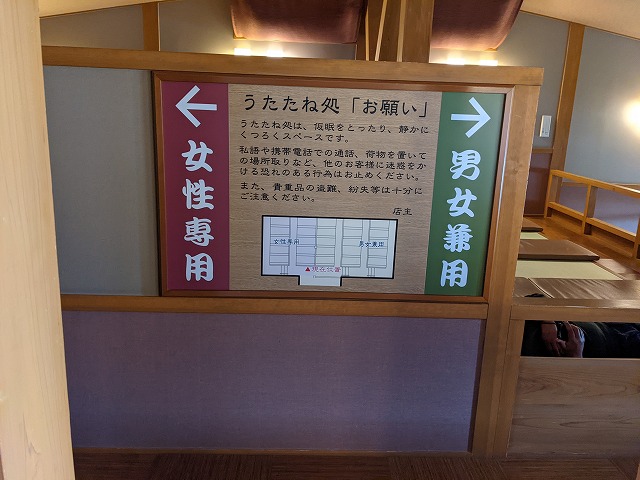 ←
女性専用
うたたね処「お願い」
うたたね処は、仮眠をとったり、静かに
くつろぐスペースです。
私語や携帯電話での通話、荷物を置いて
の場所取りなど、他のお客様に迷惑をか
ける恐れのある行為はお止めください。
また、貴重品の盗難、紛失等は十分に
ご注意ください。
店主
女性専用
男女兼用
▲現在位置
→
男女兼用